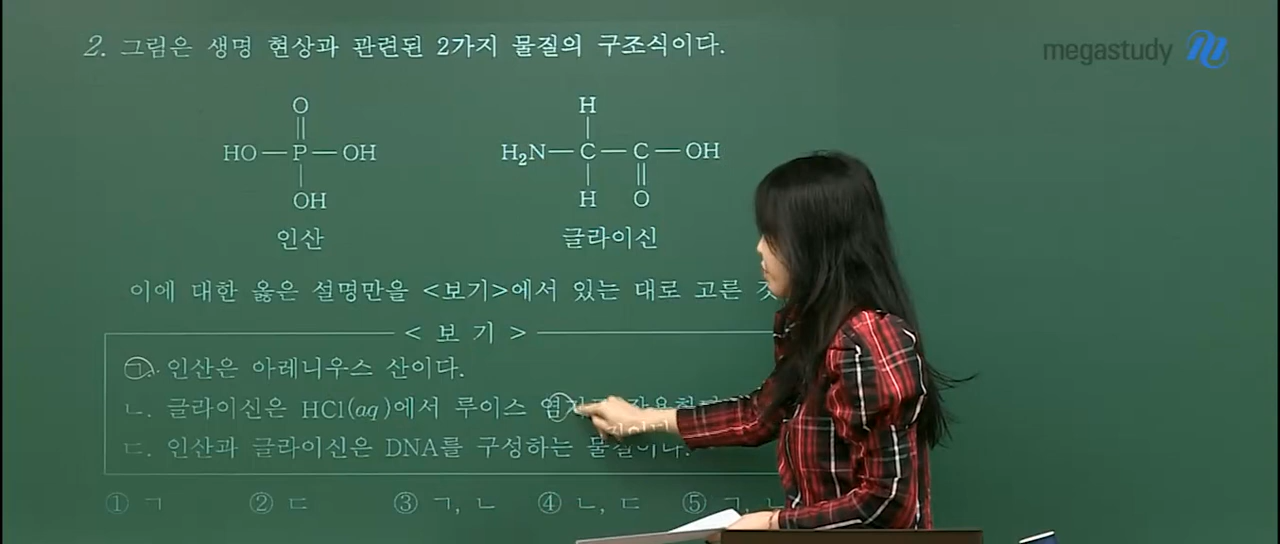 2. 그림은 생명 현상과 관련된 2가지 물질의 구조식이다.
megastudy
O
HO — P — OH
OH
인산
H
H₂N — C — C — OH
H O
글라이신
이에 대한 옳은 설명만을 <보기>에서 있는 대로 고른
< 보 기 >
ㄱ. 인산은 아레니우스 산이다.
ㄴ. 글라이신은 HCl(aq)에서 루이스
ㄷ. 인산과 글라이신은 DNA를 구성하는 물질이다.
① ㄱ ② ㄷ ③ ㄱ, ㄴ ④ ㄴ, ㄷ ⑤ ㄱ, ㄴ